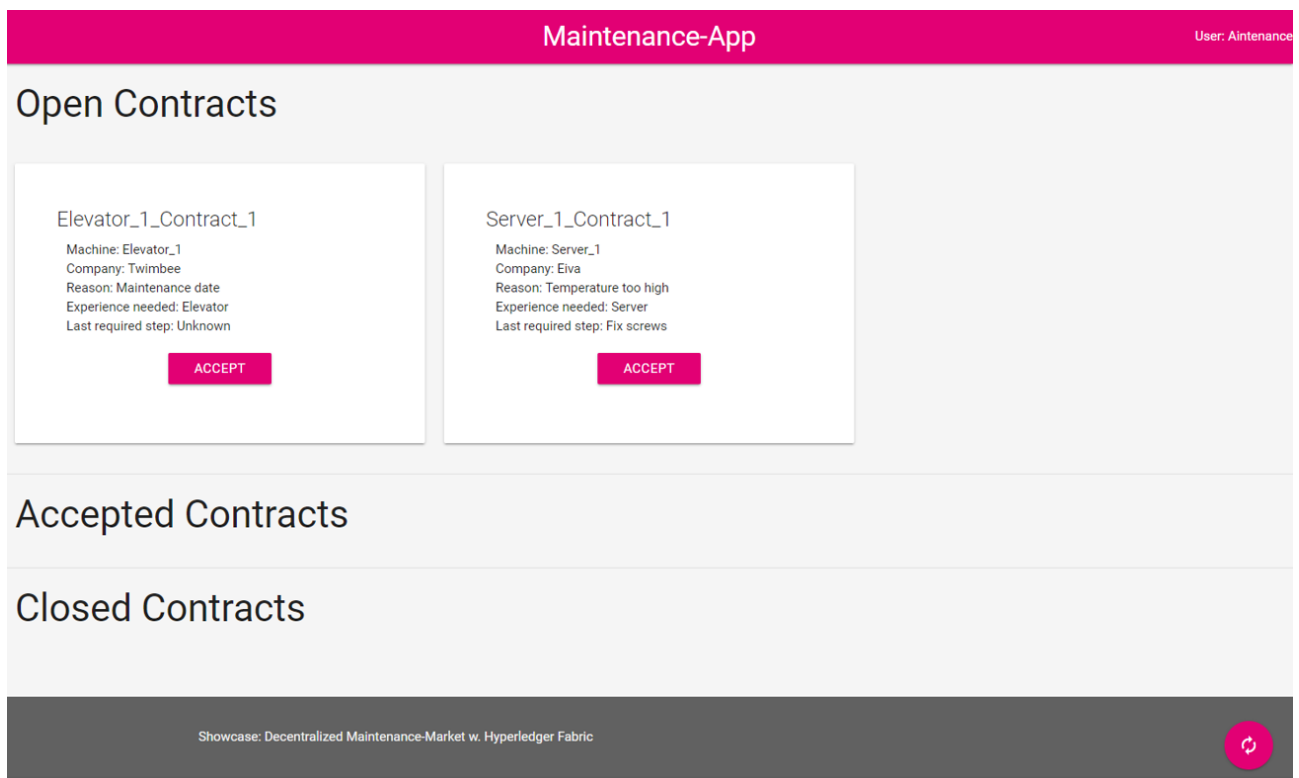 Maintenance-App
User: Aintenance
Open Contracts
Elevator_1_Contract_1
Machine: Elevator_1
Company: Twimbee
Reason: Maintenance date
Experience needed: Elevator
Last required step: Unknown
ACCEPT
Server_1_Contract_1
Machine: Server_1
Company: Eiva
Reason: Temperature too high
Experience needed: Server
Last required step: Fix screws
ACCEPT
Accepted Contracts
Closed Contracts
Showcase: Decentralized Maintenance-Market w. Hyperledger Fabric